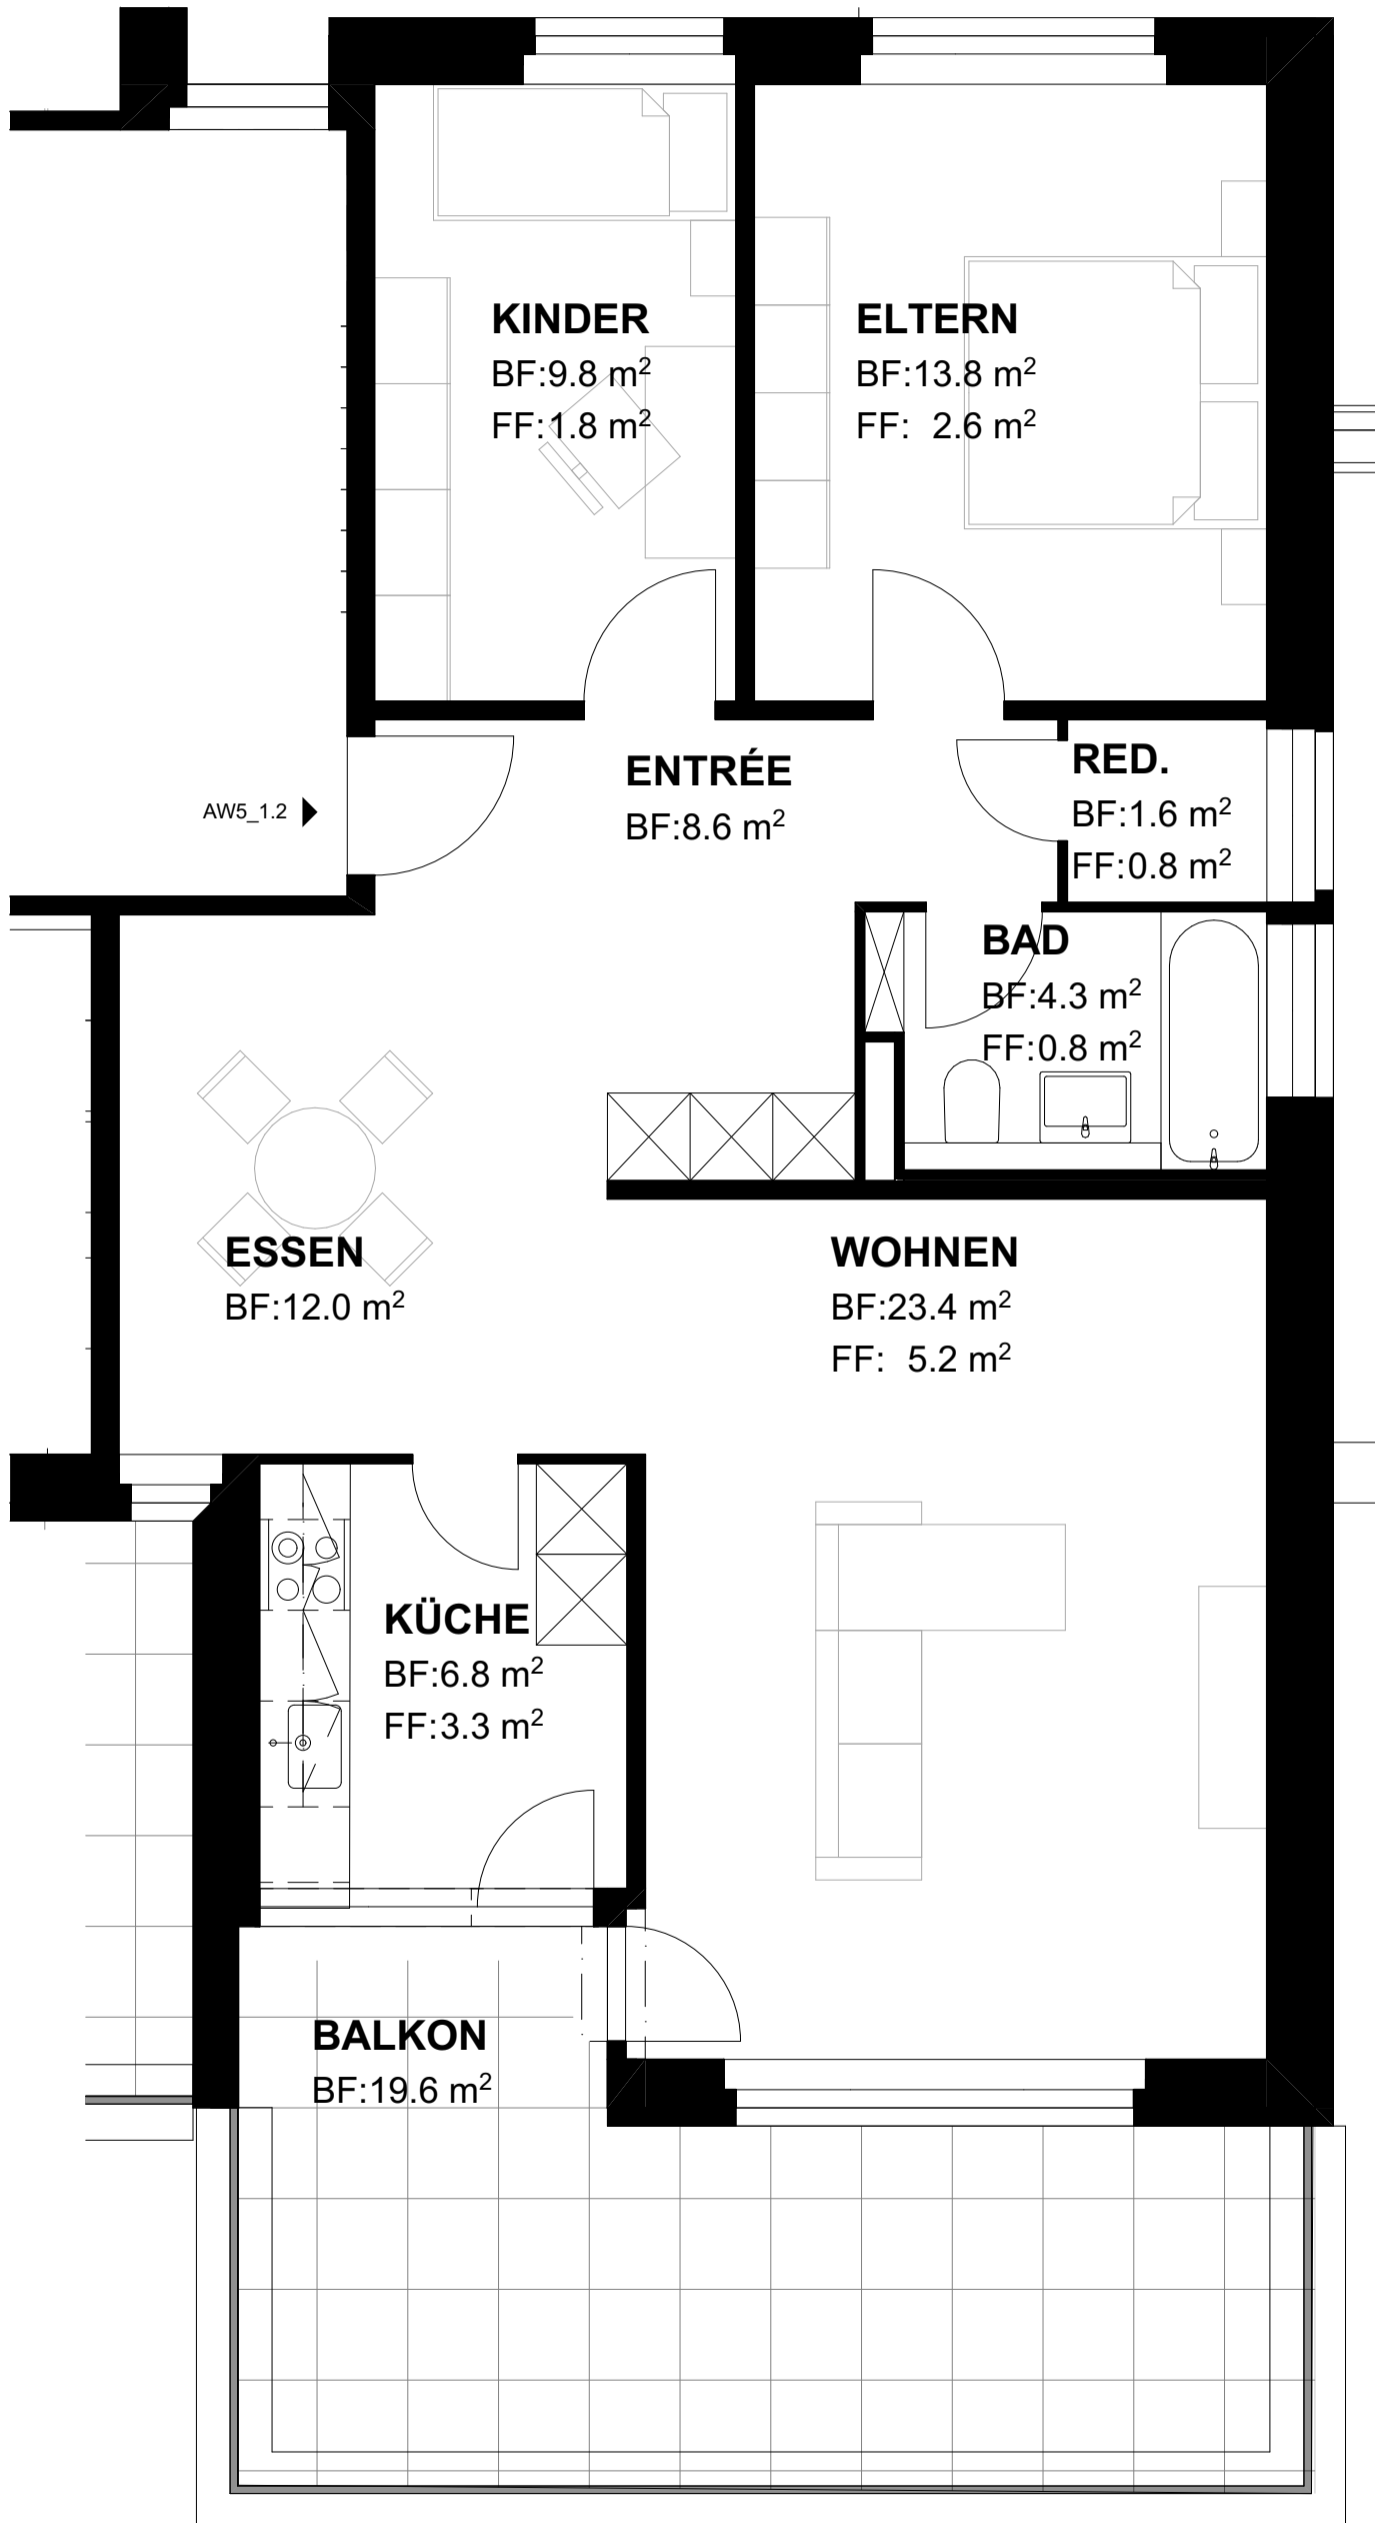 KINDER
BF:9.8 m²
FF:1.8 m²
ELTERN
BF:13.8 m²
FF: 2.6 m²
ENTRÉE
BF:8.6 m²
RED.
BF:1.6 m²
FF:0.8 m²
AW5_1.2
BAD
BF:4.3 m²
FF:0.8 m²
ESSEN
BF:12.0 m²
WOHNEN
BF:23.4 m²
FF: 5.2 m²
KÜCHE
BF:6.8 m²
FF:3.3 m²
BALKON
BF:19.6 m²